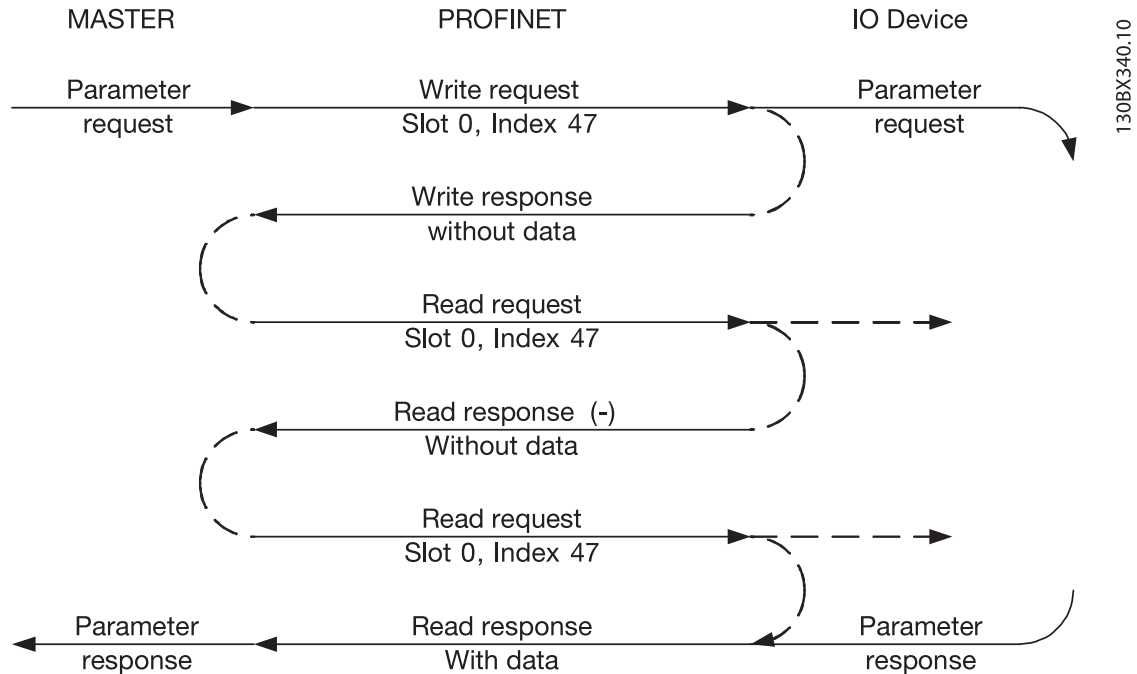 MASTER PROFINET IO Device
130BX340.10
Parameter Write request Parameter
request Slot 0, Index 47 request
Write response
without data
Read request
Slot 0, Index 47
Read response (-)
Without data
Read request
Slot 0, Index 47
Parameter Read response Parameter
response With data response